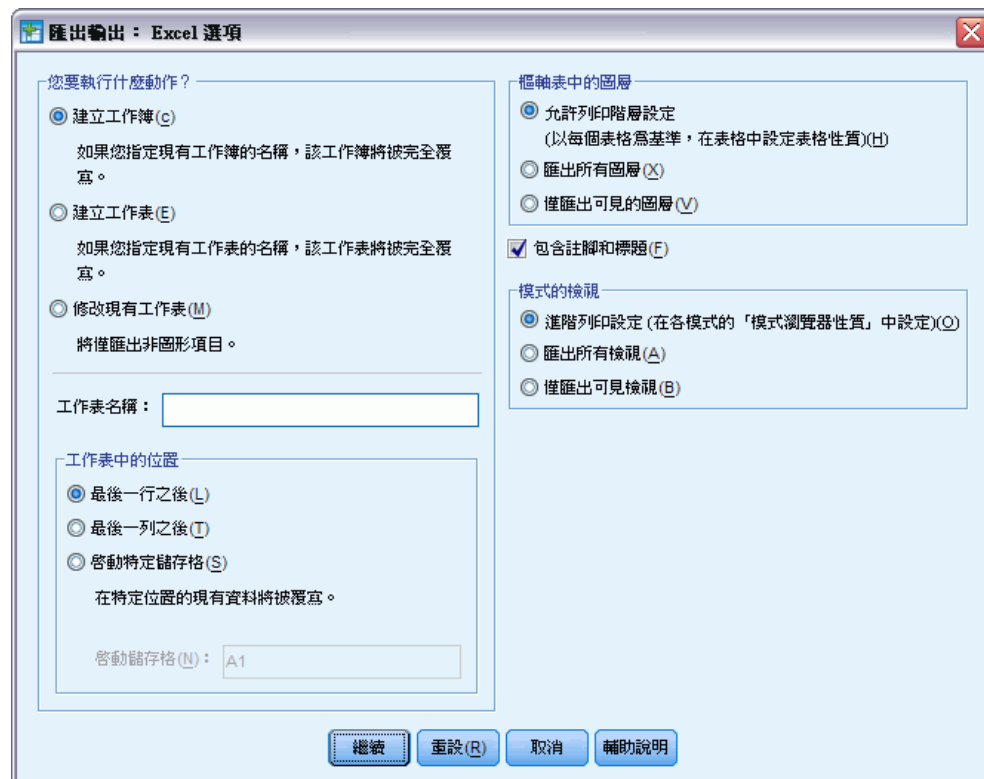 匯出輸出： Excel 選項
您要執行什麼動作？
建立工作簿(C)
如果您指定現有工作簿的名稱，該工作簿將被完全覆
寫。
建立工作表(E)
如果您指定現有工作表的名稱，該工作表將被完全覆
寫。
修改現有工作表(M)
將僅匯出非圖形項目。
工作表名稱：
工作表中的位置
最後一行之後(L)
最後一列之後(T)
啟動特定儲存格(S)
在特定位置的現有資料將被覆寫。
啟動儲存格(N)： A1
樞軸表中的圖層
允許列印階層設定
(以每個表格為基準，在表格中設定表格性質)(H)
匯出所有圖層(X)
僅匯出可見的圖層(V)
包含註腳和標題(F)
模式的檢視
進階列印設定 (在各模式的「模式瀏覽器性質」中設定)(O)
匯出所有檢視(A)
僅匯出可見檢視(B)
繼續 重設(R) 取消 輔助說明